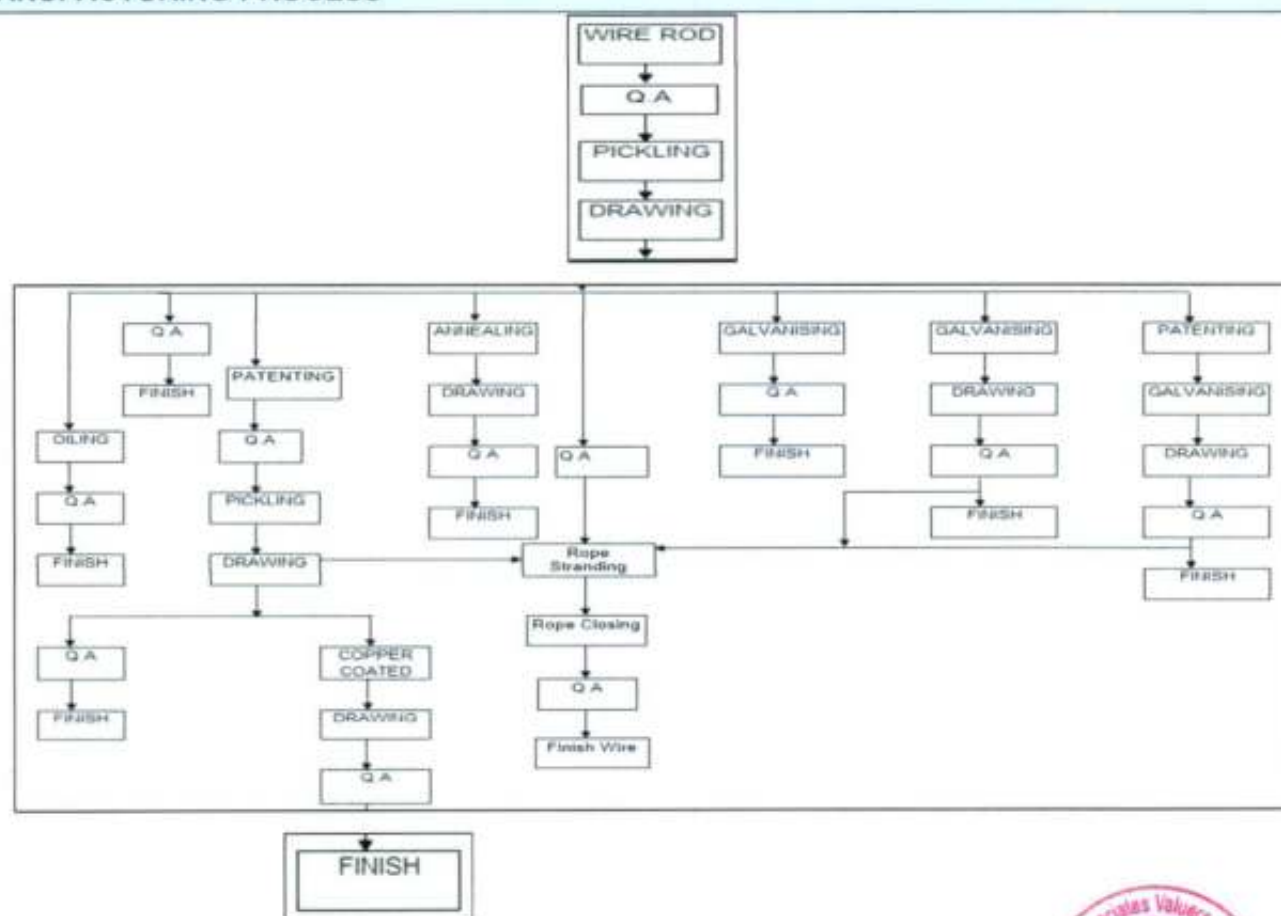 WIRE ROD
Q.A
PICKLING
DRAWING
Q.A
ANNEALING
GALVANISING
GALVANISING
PATENTING
PATENTING
FINISH
DRAWING
Q.A
DRAWING
GALVANISING
OILING
Q.A
Q.A
Q.A
FINISH
Q.A
DRAWING
Q.A
PICKLING
FINISH
FINISH
Q.A
FINISH
DRAWING
Rope
Stranding
FINISH
Q.A
COPPER
COATED
Rope Closing
FINISH
DRAWING
Q.A
Finish Wire
Q.A
FINISH